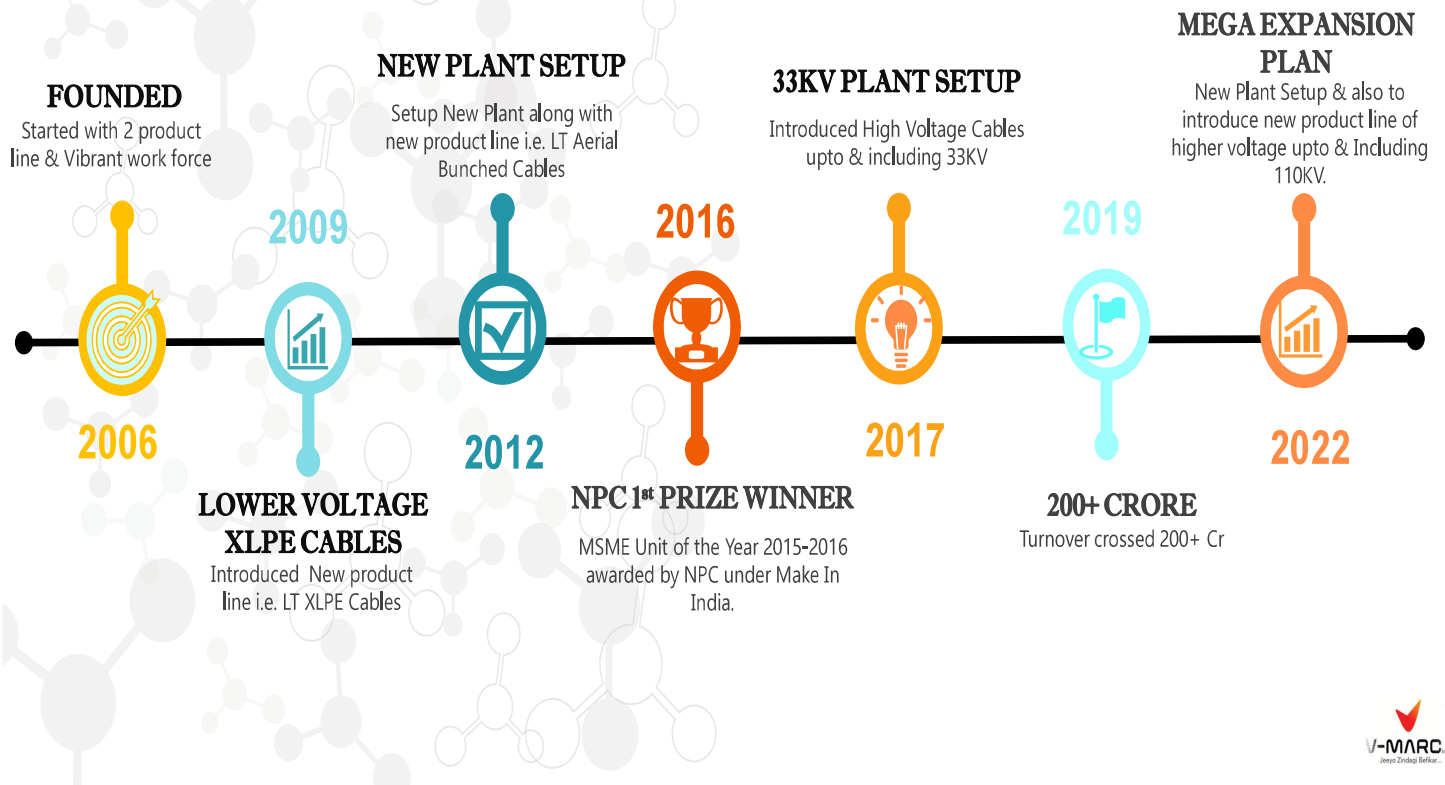 FOUNDED
Started with 2 product
line & Vibrant work force
2006
2009
LOWER VOLTAGE
XLPE CABLES
Introduced New product
line i.e. LT XLPE Cables
NEW PLANT SETUP
Setup New Plant along with
new product line i.e. LT Aerial
Bunched Cables
2012
2016
NPC 1st PRIZE WINNER
MSME Unit of the Year 2015-2016
awarded by NPC under Make In
India.
33KV PLANT SETUP
Introduced High Voltage Cables
upto & including 33KV
2017
2019
200+ CRORE
Turnover crossed 200+ Cr
MEGA EXPANSION
PLAN
New Plant Setup & also to
introduce new product line of
higher voltage upto & Including
110KV.
2022
V-MARC
Jeeyo Zindagi Befikar...